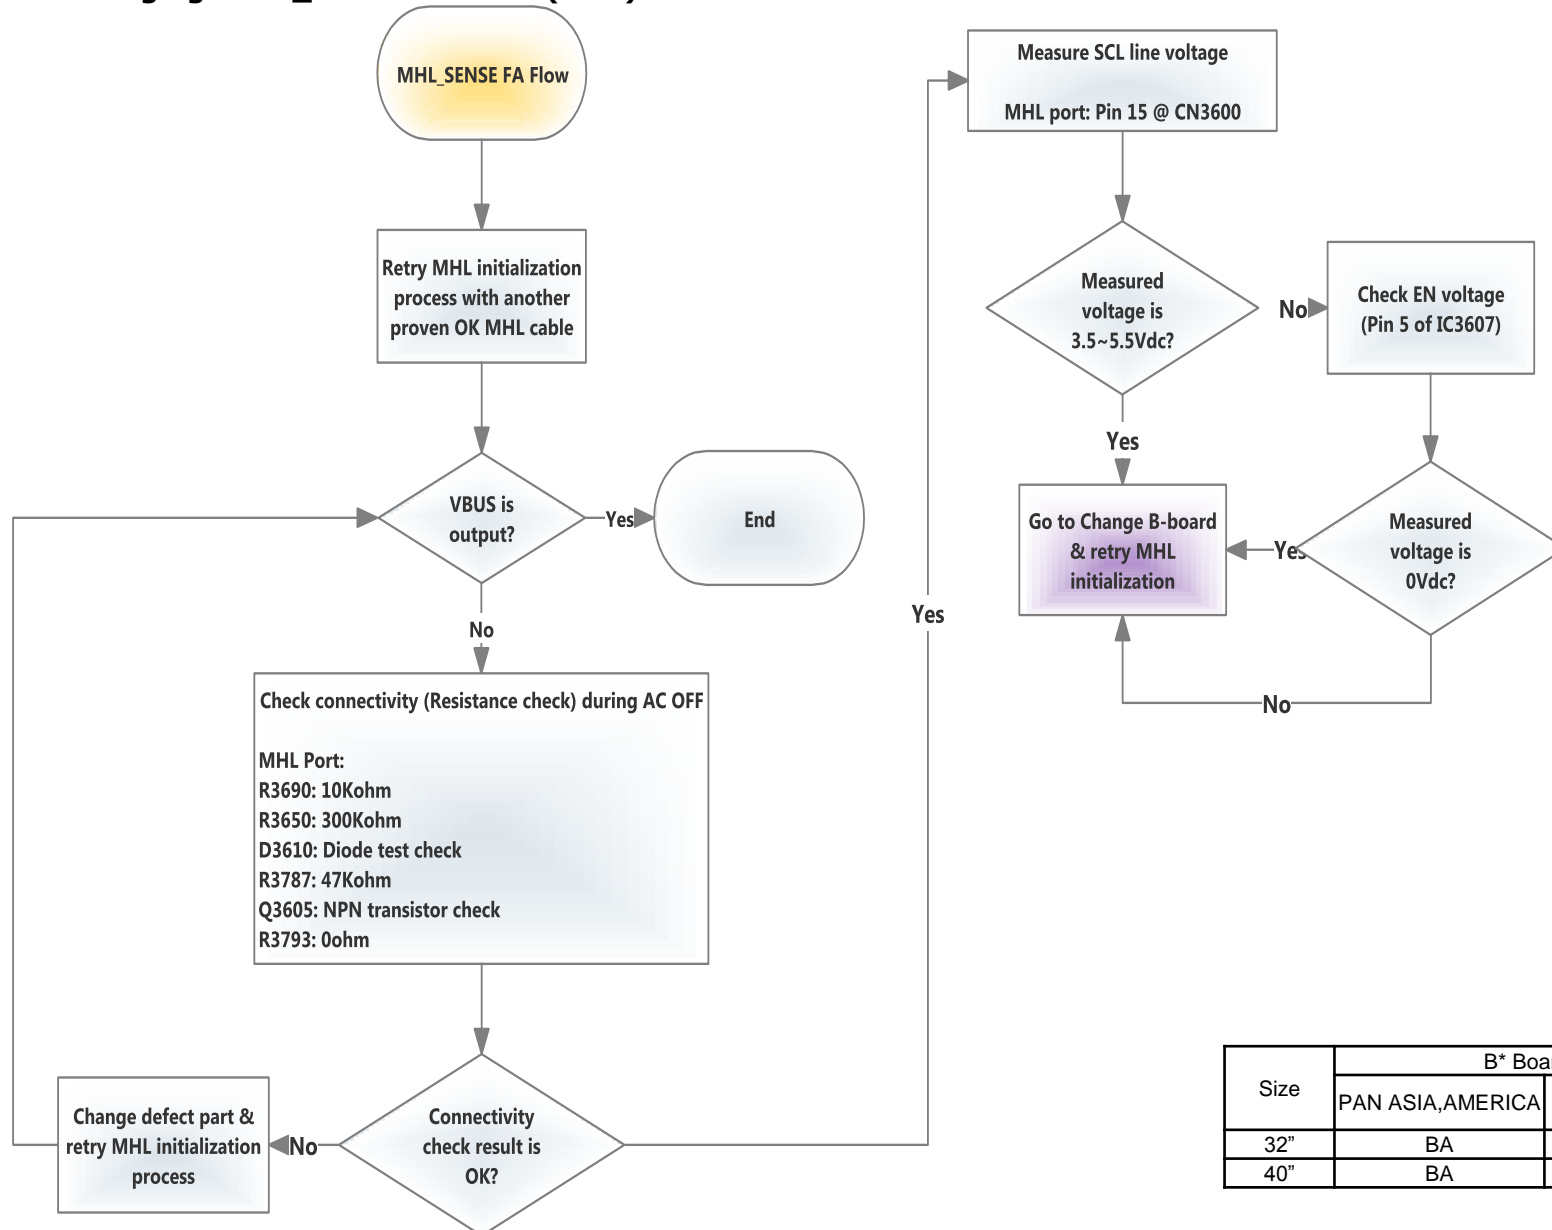 MHL_SENSE FA Flow
Retry MHL initialization
process with another
proven OK MHL cable
VBUS is
output?
Yes
End
No
Check connectivity (Resistance check) during AC OFF
MHL Port:
R3690: 10Kohm
R3650: 300Kohm
D3610: Diode test check
R3787: 47Kohm
Q3605: NPN transistor check
R3793: 0ohm
Connectivity
check result is
OK?
No
Change defect part &
retry MHL initialization
process
Yes
Measure SCL line voltage
MHL port: Pin 15 @ CN3600
Measured
voltage is
3.5~5.5Vdc?
No
Check EN voltage
(Pin 5 of IC3607)
Yes
Go to Change B-board
& retry MHL
initialization
Yes
Measured
voltage is
0Vdc?
No
Size
B* Boa
PAN ASIA,AMERICA
32” BA
40” BA